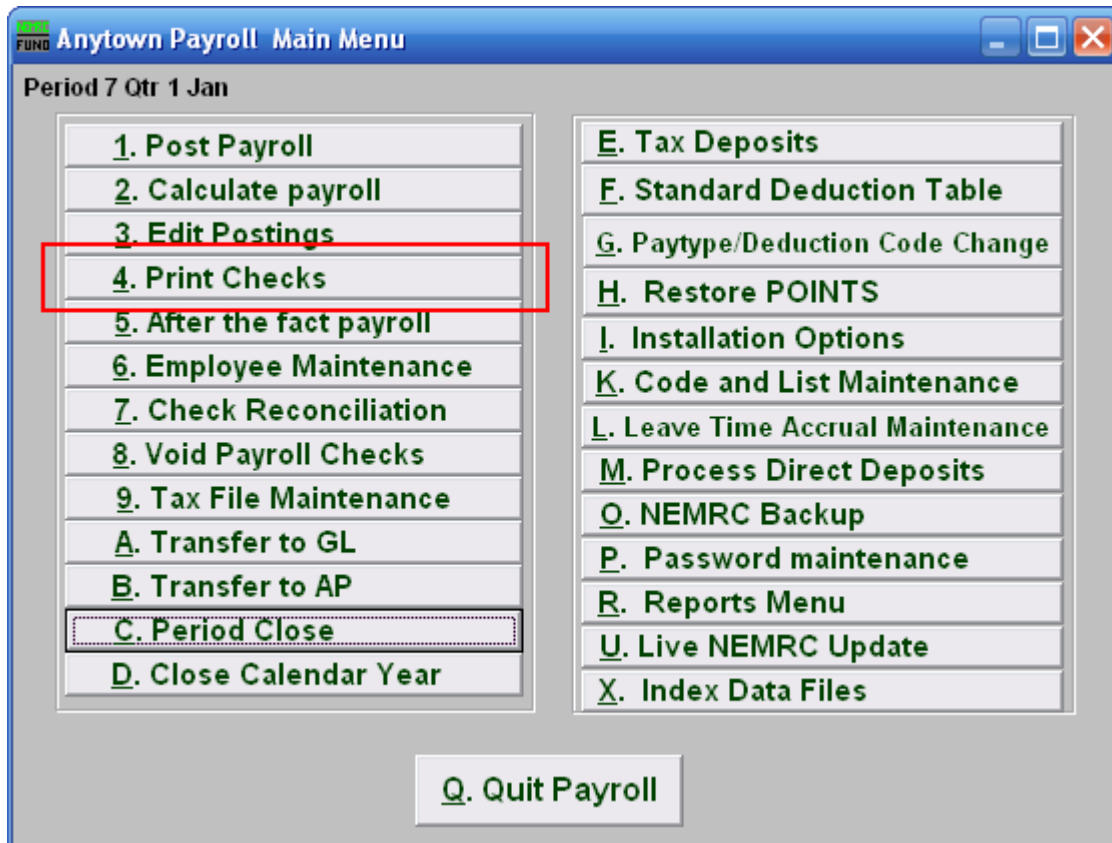 NEMRC
FUND Anytown Payroll Main Menu
Period 7 Qtr 1 Jan
1. Post Payroll
2. Calculate payroll
3. Edit Postings
4. Print Checks
5. After the fact payroll
6. Employee Maintenance
7. Check Reconciliation
8. Void Payroll Checks
9. Tax File Maintenance
A. Transfer to GL
B. Transfer to AP
C. Period Close
D. Close Calendar Year
E. Tax Deposits
F. Standard Deduction Table
G. Paytype/Deduction Code Change
H. Restore POINTS
I. Installation Options
K. Code and List Maintenance
L. Leave Time Accrual Maintenance
M. Process Direct Deposits
O. NEMRC Backup
P. Password maintenance
R. Reports Menu
U. Live NEMRC Update
X. Index Data Files
Q. Quit Payroll